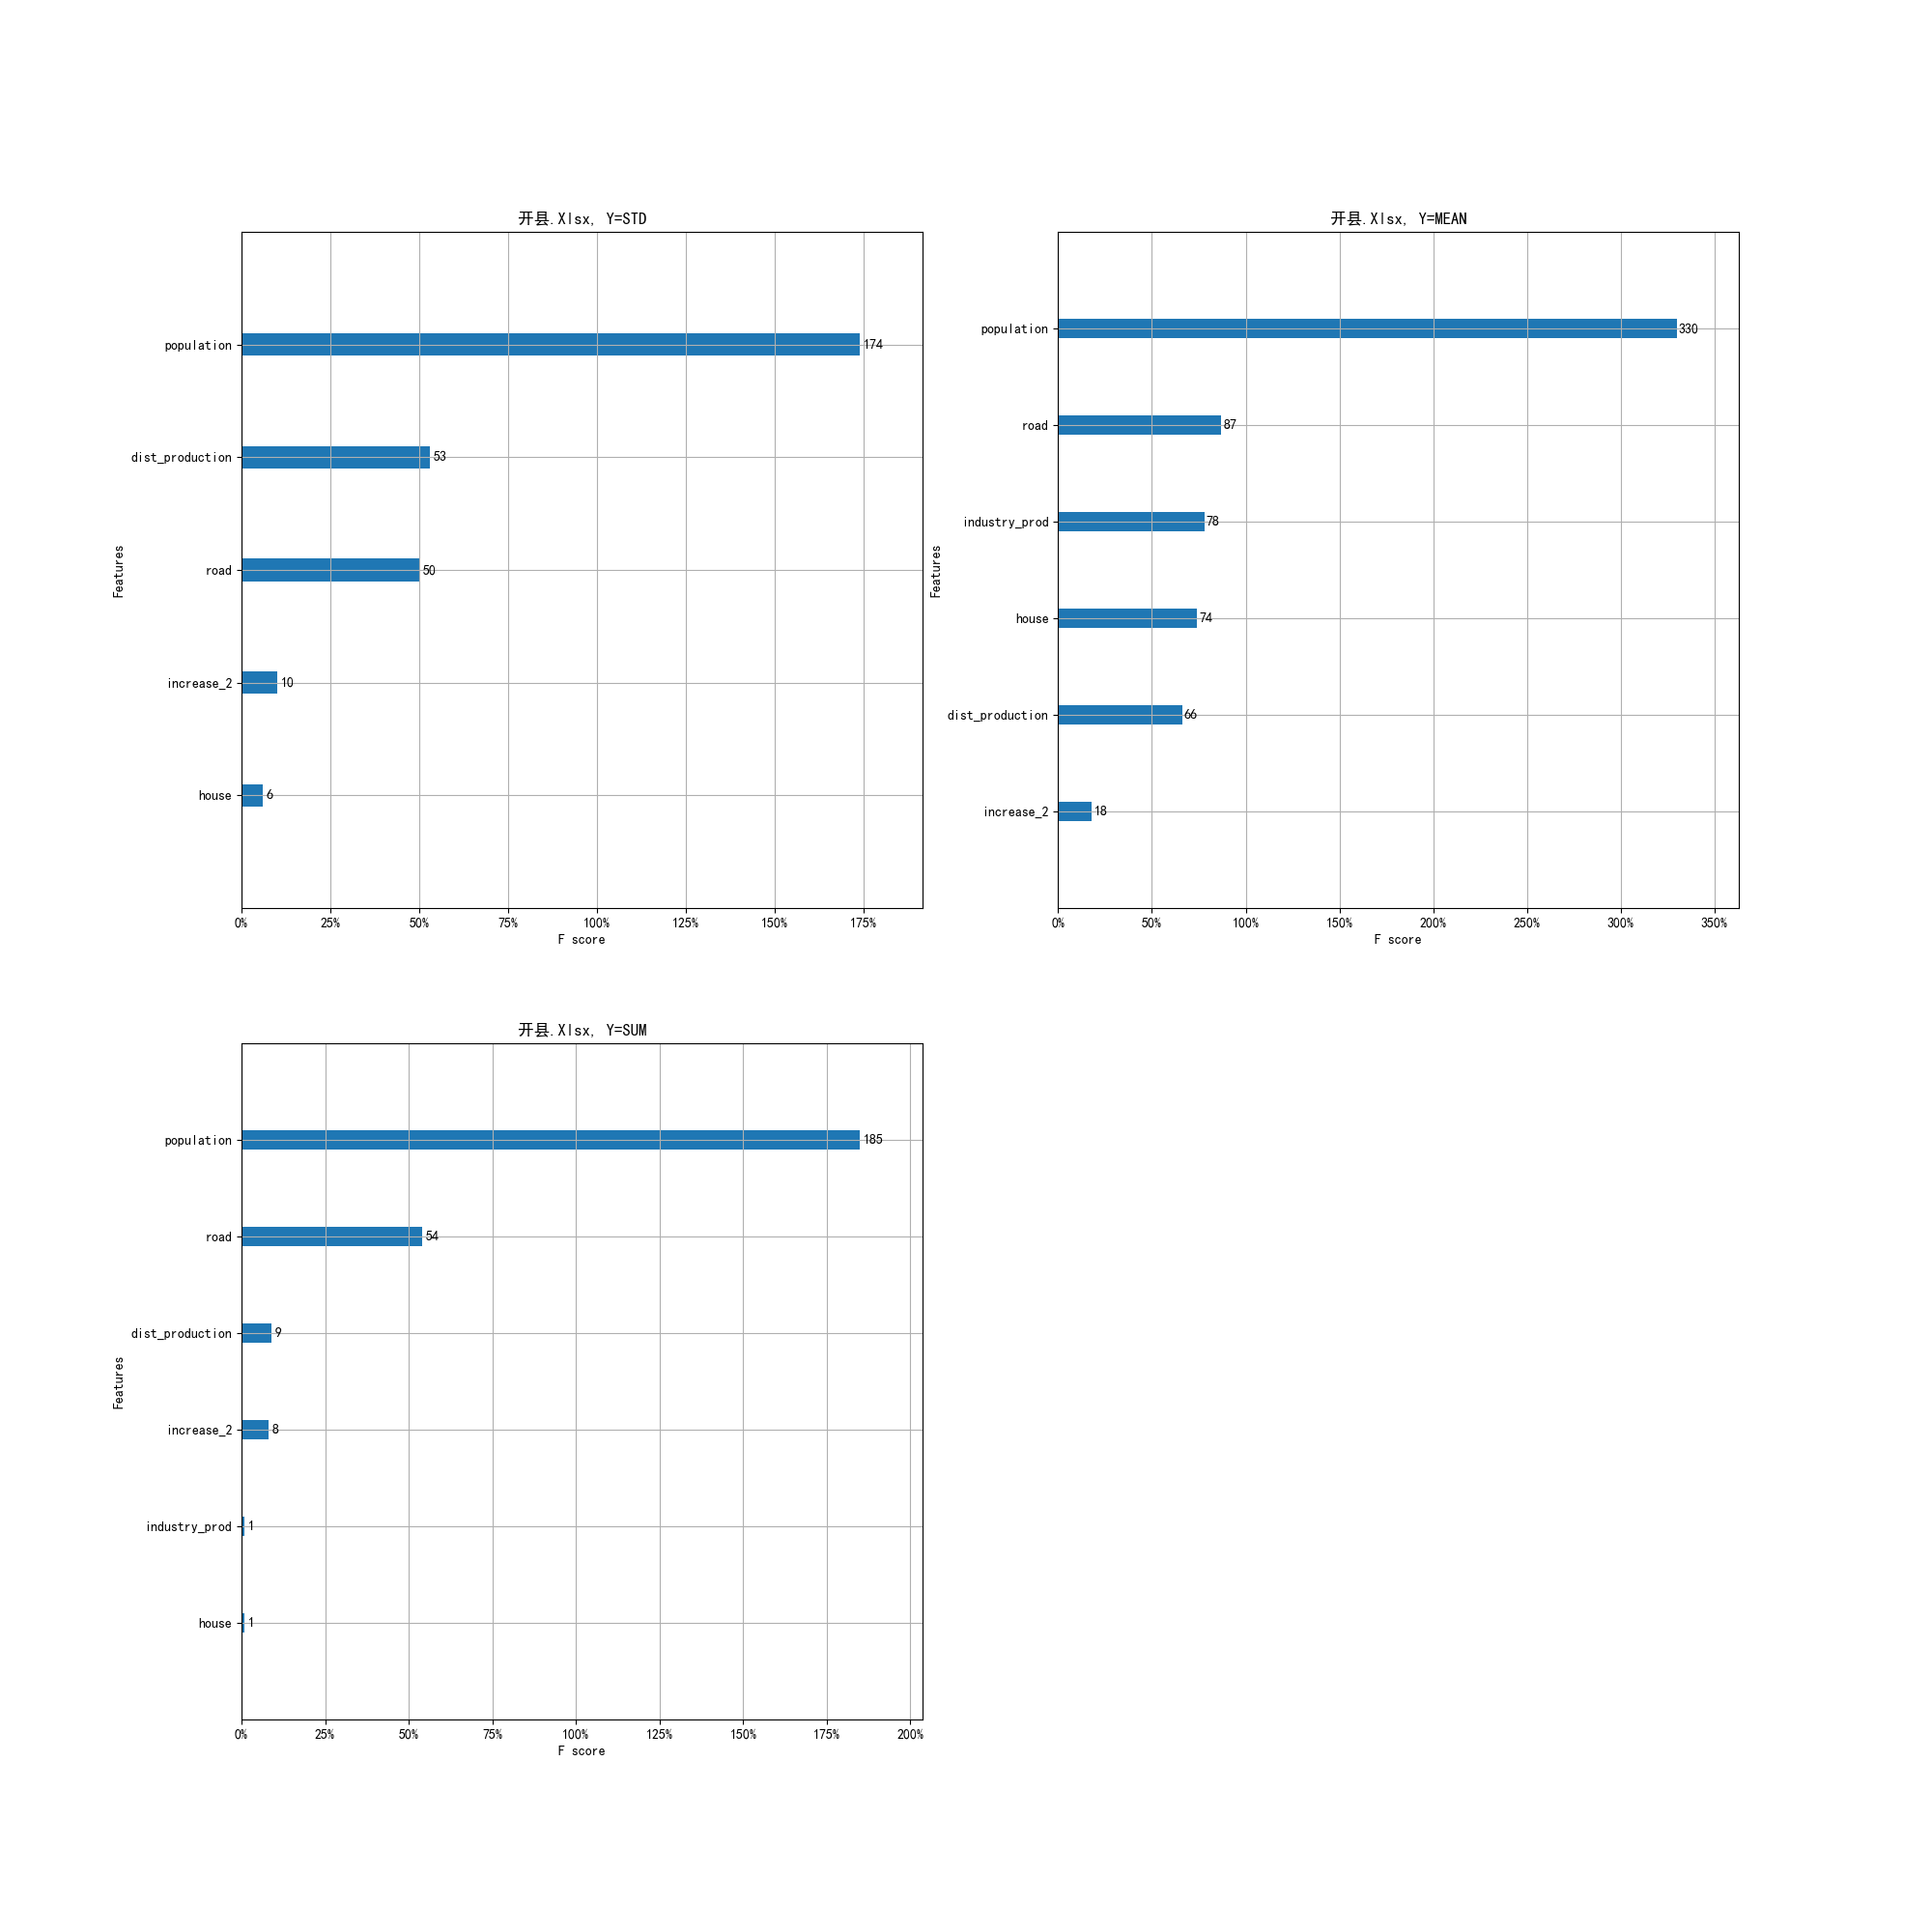 开县.Xlsx, Y=STD
population
174
dist_production
53
road
50
increase_2
10
house
6
Features
0% 25% 50% 75% 100% 125% 150% 175%
F score
开县.Xlsx, Y=MEAN
population
330
road
87
industry_prod
78
house
74
dist_production
66
increase_2
18
Features
0% 50% 100% 150% 200% 250% 300% 350%
F score
开县.Xlsx, Y=SUM
population
185
road
54
dist_production
9
increase_2
8
industry_prod
1
house
1
Features
0% 25% 50% 75% 100% 125% 150% 175% 200%
F score